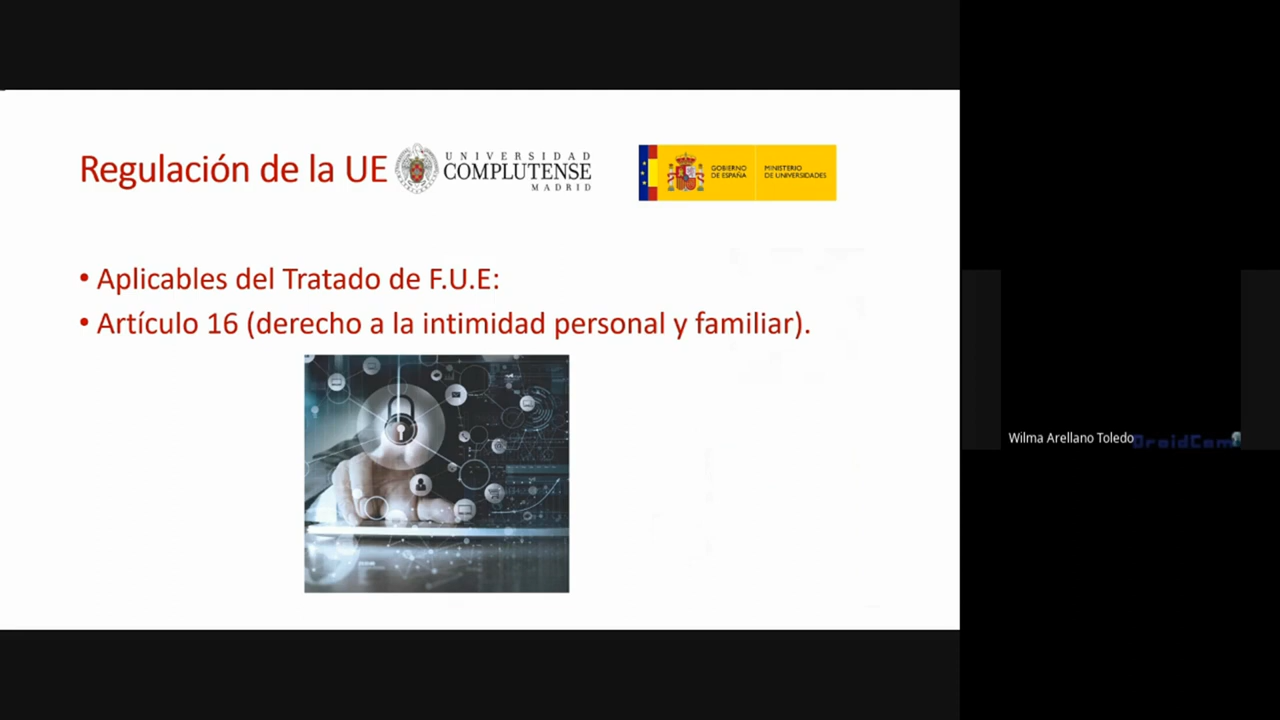 Regulación de la UE
UNIVERSIDAD
COMPLUTENSE
MADRID
GOBIERNO
DE ESPAÑA
MINISTERIO
DE UNIVERSIDADES
• Aplicables del Tratado de F.U.E:
• Artículo 16 (derecho a la intimidad personal y familiar).
Wilma Arellano Toledo
DroidCam